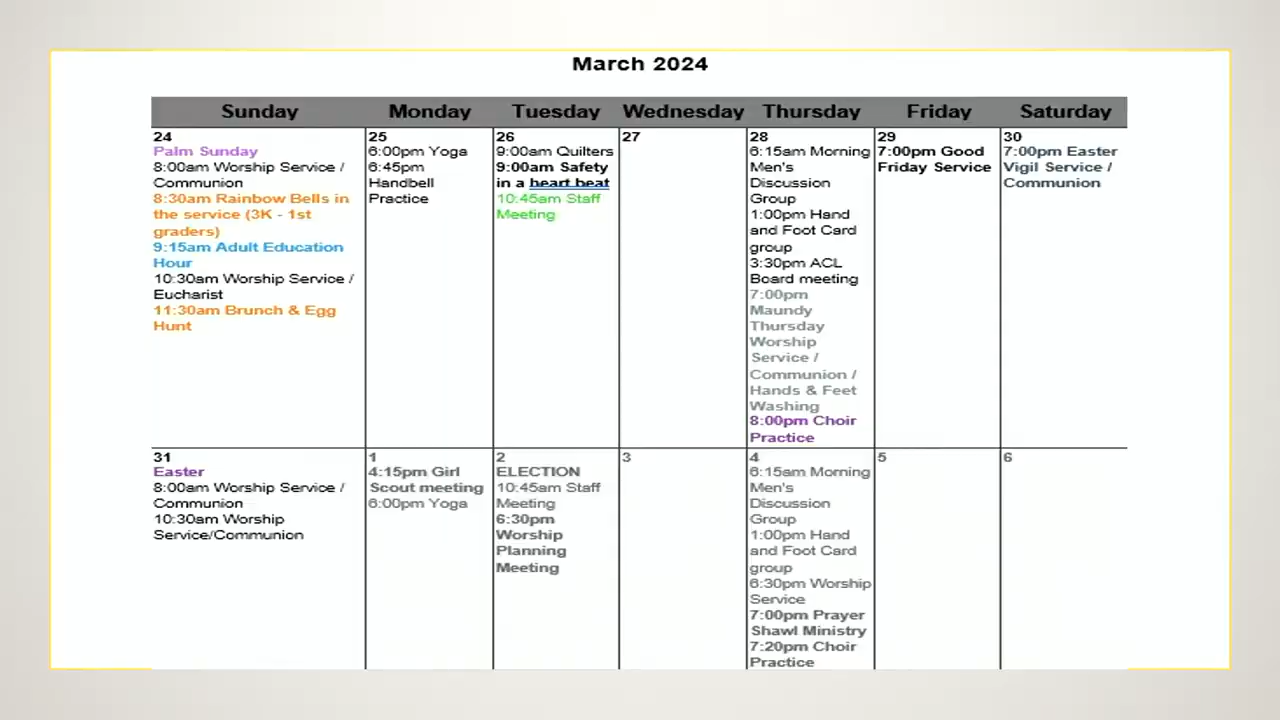 March 2024
Sunday Monday Tuesday Wednesday Thursday Friday Saturday
24
Palm Sunday
8:00am Worship Service /
Communion
8:30am Rainbow Bells in
the service (3K - 1st
graders)
9:15am Adult Education
Hour
10:30am Worship Service /
Eucharist
11:30am Brunch & Egg
Hunt
25
6:00pm Yoga
6:45pm
Handbell
Practice
26
9:00am Quilters
9:00am Safety
in a heart beat
10:45am Staff
Meeting
27
28
6:15am Morning
Men's
Discussion
Group
1:00pm Hand
and Foot Card
group
3:30pm ACL
Board meeting
7:00pm
Maundy
Thursday
Worship
Service /
Communion /
Hands & Feet
Washing
8:00pm Choir
Practice
29
7:00pm Good
Friday Service
30
7:00pm Easter
Vigil Service /
Communion
31
Easter
8:00am Worship Service /
Communion
10:30am Worship
Service/Communion
1
4:15pm Girl
Scout meeting
6:00pm Yoga
2
ELECTION
10:45am Staff
Meeting
6:30pm
Worship
Planning
Meeting
3
4
6:15am Morning
Men's
Discussion
Group
1:00pm Hand
and Foot Card
group
6:30pm Worship
Service
7:00pm Prayer
Shawl Ministry
7:20pm Choir
Practice
5
6